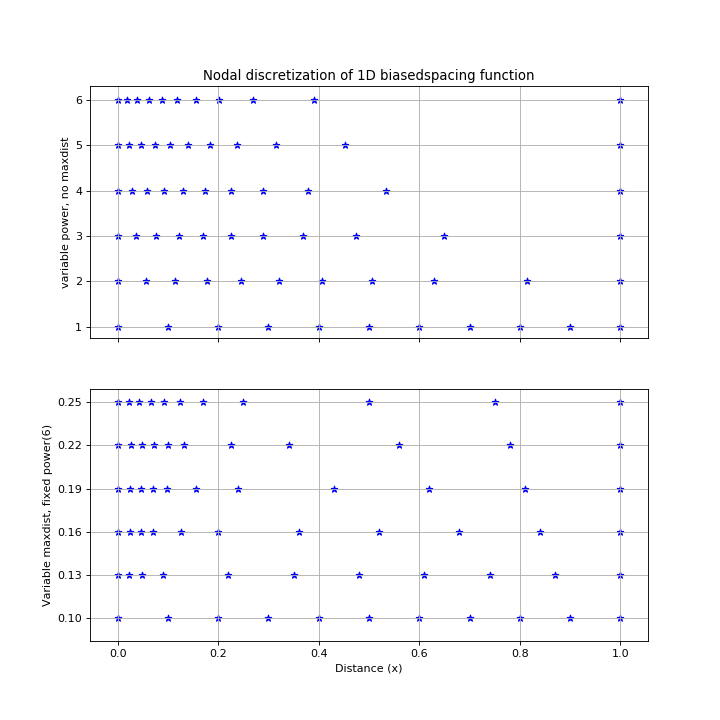 Nodal discretization of 1D biasedspacing function
variable power, no maxdist
6
5
4
3
2
1
Variable maxdist, fixed power(6)
0.25
0.22
0.19
0.16
0.13
0.10
0.0 0.2 0.4 0.6 0.8 1.0
Distance (x)